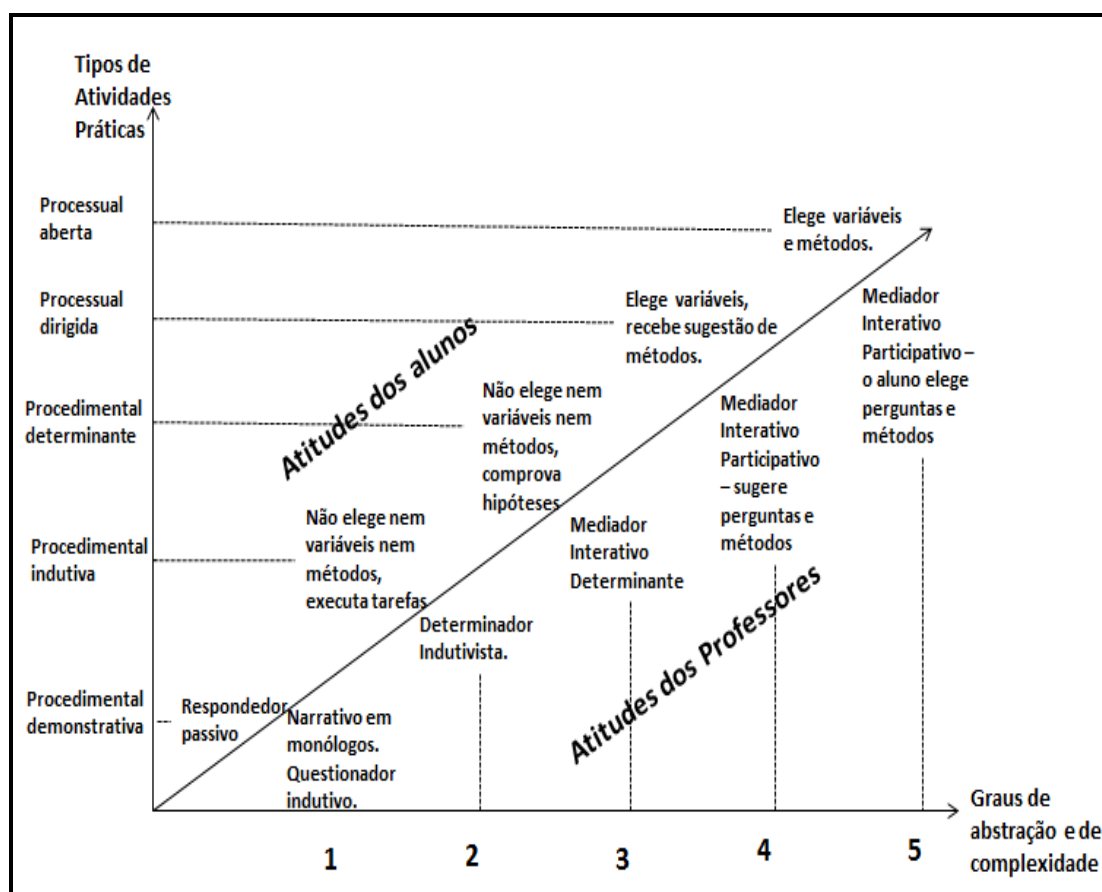 Tipos de
Atividades
Práticas
Processual
aberta
Elege variáveis
e métodos.
Processual
dirigida
Elege variáveis,
recebe sugestão de
métodos.
Mediador
Interativo
Participativo –
o aluno elege
perguntas e
métodos
Atitudes dos alunos
Procedimental
determinante
Não elege nem
variáveis nem
métodos,
comprova
hipóteses
Mediador
Interativo
Participativo
– sugere
perguntas e
métodos
Procedimental
indutiva
Não elege nem
variáveis nem
métodos,
executa tarefas
Mediador
Interativo
Determinante
Determinador
Indutivista.
Atitudes dos Professores
Procedimental
demonstrativa
Respondedor
passivo
Narrativo em
monólogos.
Questionador
indutivo.
Graus de
abstração e de
complexidade
1 2 3 4 5